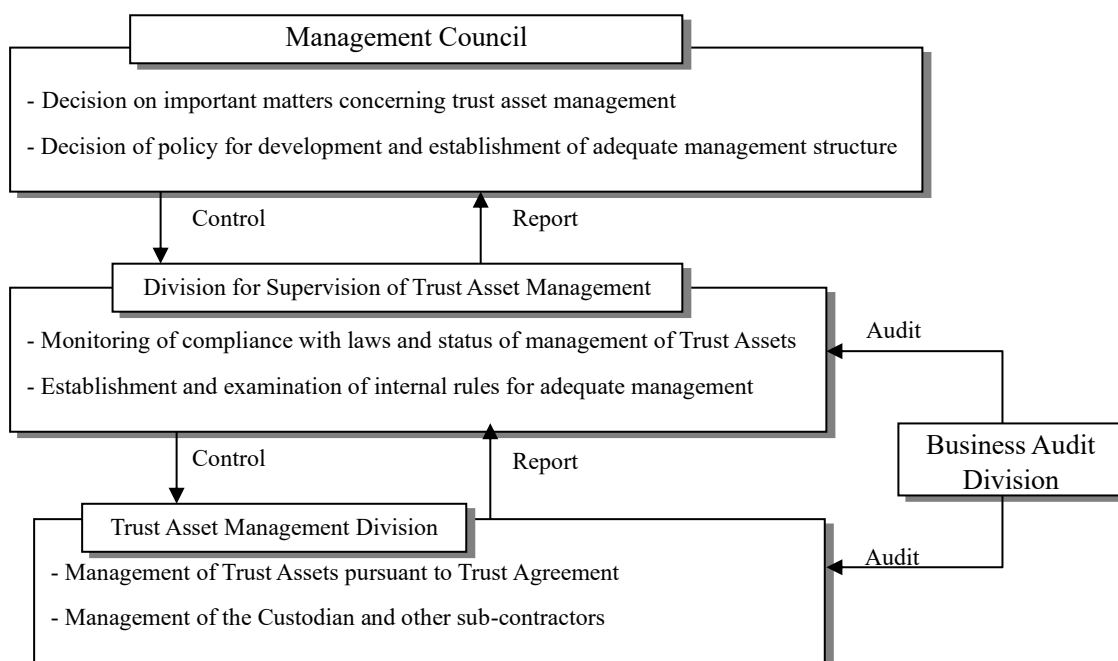 Management Council
- Decision on important matters concerning trust asset management
- Decision of policy for development and establishment of adequate management structure
Control
Report
Division for Supervision of Trust Asset Management
- Monitoring of compliance with laws and status of management of Trust Assets
- Establishment and examination of internal rules for adequate management
Audit
Control
Report
Business Audit
Division
Trust Asset Management Division
- Management of Trust Assets pursuant to Trust Agreement
- Management of the Custodian and other sub-contractors
Audit